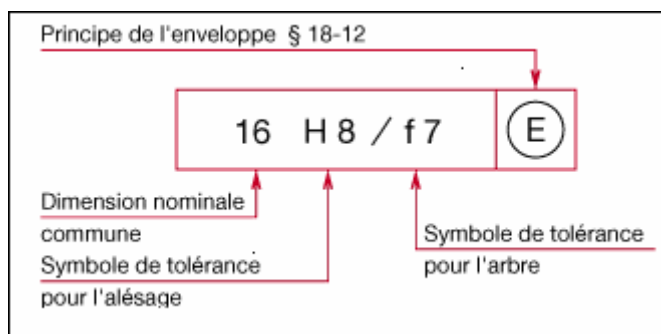 Principe de l'enveloppe § 18-12
16 H 8 / f 7 E
Dimension nominale
commune
Symbole de tolérance
pour l'alésage
Symbole de tolérance
pour l'arbre